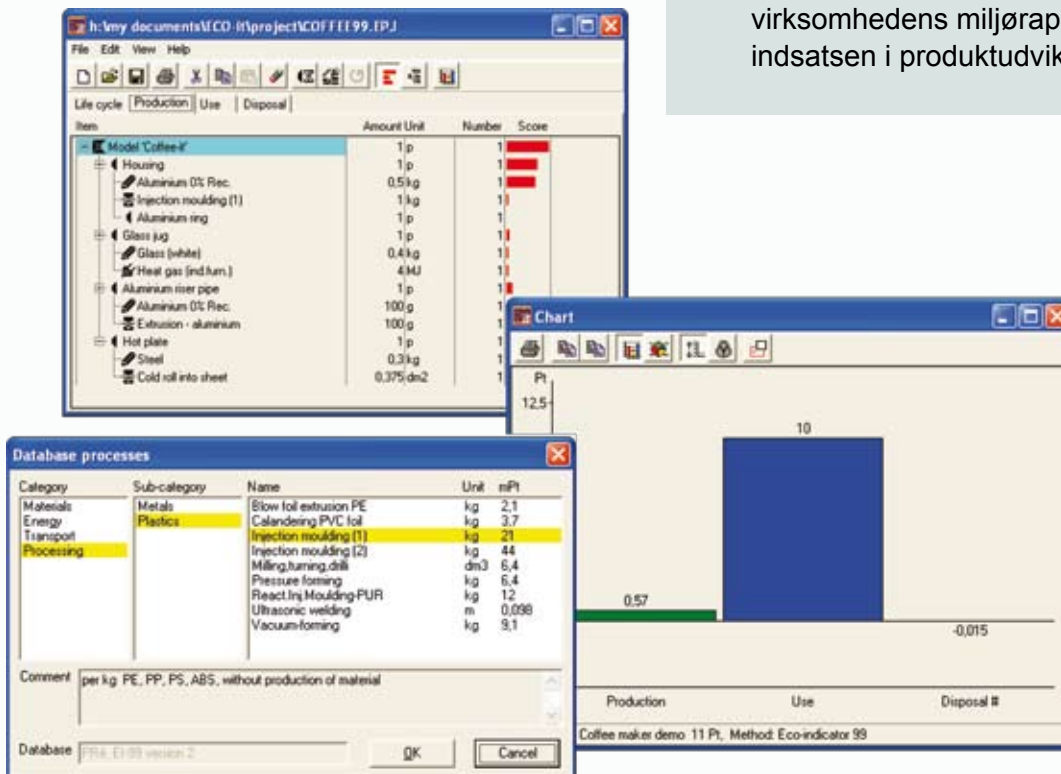 virksomhedens miljørap
indsatsen i produktudvik
h:\my documents\ECO-it\project\COFFEE99.EPJ
File Edit View Help
Life cycle Production Use Disposal
Item Amount Unit Number Score
Model 'Coffee-it' 1 p 1
Housing 1 p 1
Aluminium 0% Rec. 0,5 kg 1
Injection moulding (1) 1 kg 1
Aluminium ring 1 p 1
Glass jug 1 p 1
Glass (white) 0,4 kg 1
Heat gas (ind.furn.) 4 MJ 1
Aluminium riser pipe 1 p 1
Aluminium 0% Rec. 100 g 1
Extrusion - aluminium 100 g 1
Hot plate 1 p 1
Steel 0,3 kg 1
Cold roll into sheet 0,375 dm2 1
Chart
Pt
12,5
10
0,57
-0,015
Production Use Disposal #
Coffee maker demo 11 Pt, Method: Eco-indicator 99
Database processes
Category Sub-category Name Unit mPt
Materials Metals Blow foil extrusion PE kg 2,1
Energy Plastics Calandering PVC foil kg 3,7
Transport Injection moulding (1) kg 21
Processing Injection moulding (2) kg 44
Milling,turning,drilli dm3 6,4
Pressure forming kg 6,4
React.Inj.Moulding-PUR kg 12
Ultrasonic welding m 0,098
Vacuum-forming kg 9,1
Comment per kg PE, PP, PS, ABS, without production of material
Database PRé EI-99 version 2 OK Cancel